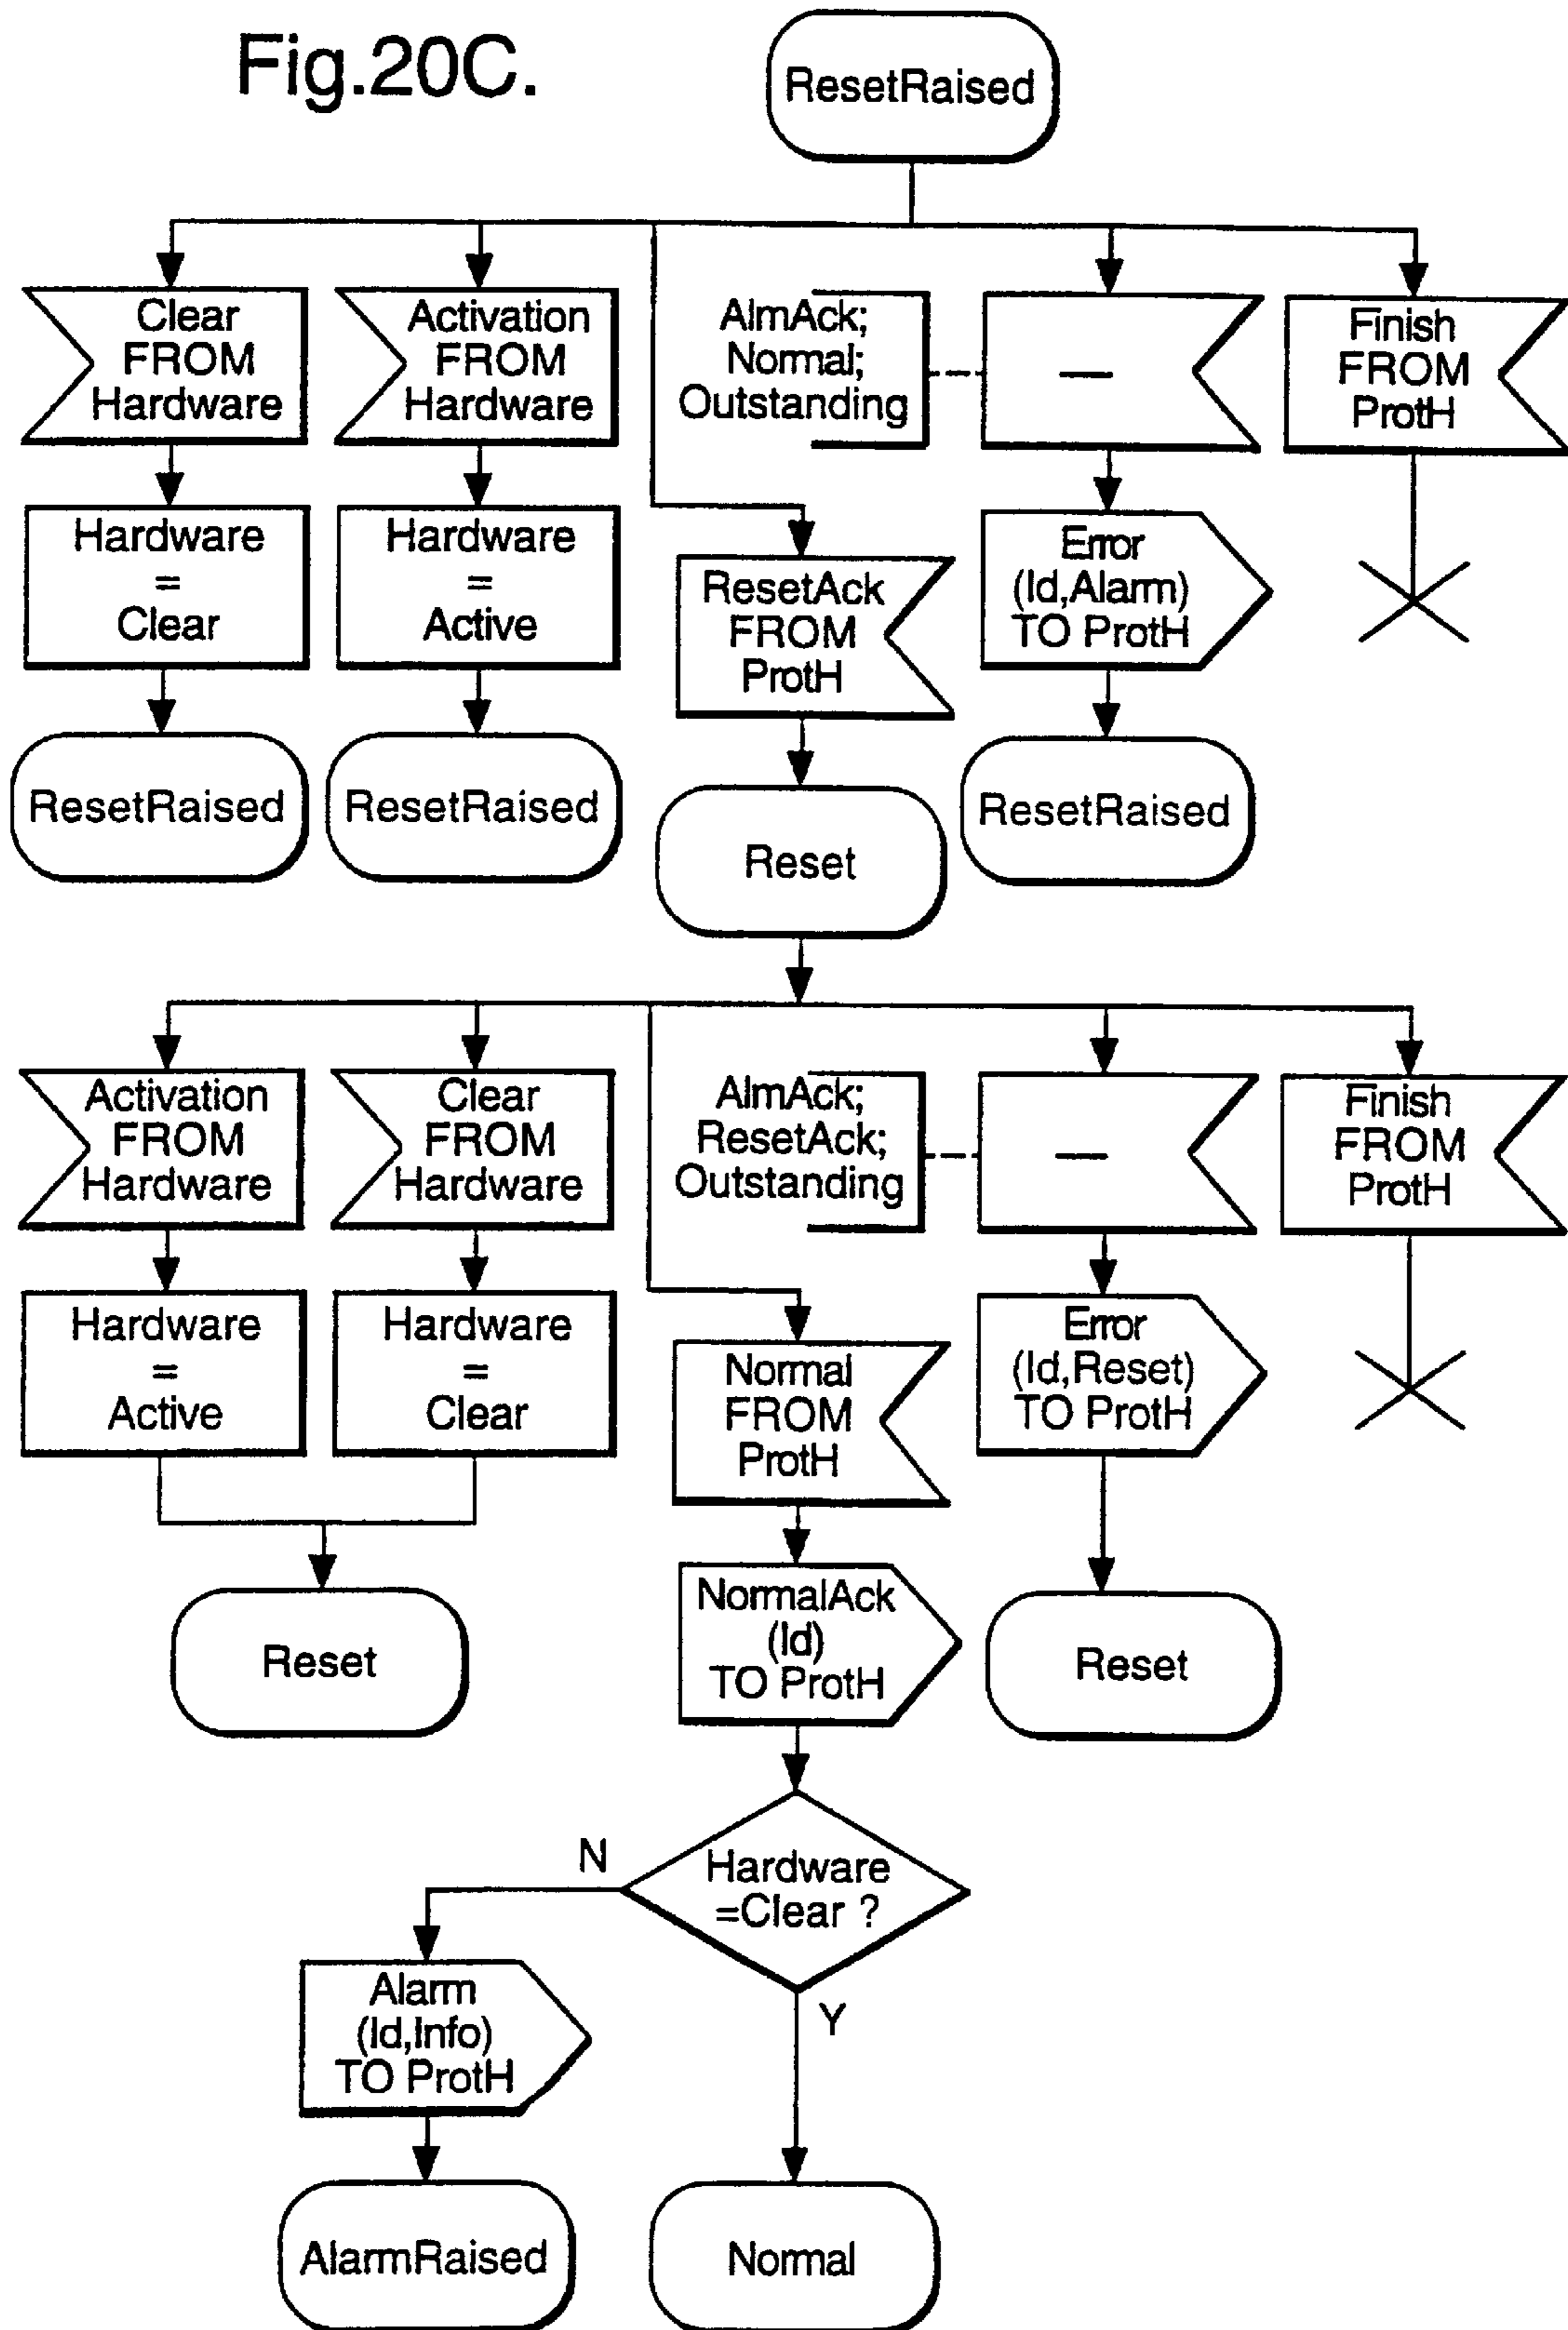 Fig.20C.
ResetRaised
Clear
FROM
Hardware
Activation
FROM
Hardware
AlmAck;
Normal;
Outstanding
—
Finish
FROM
ProtH
Hardware
=
Clear
Hardware
=
Active
ResetAck
FROM
ProtH
Error
(Id,Alarm)
TO ProtH
ResetRaised
ResetRaised
Reset
ResetRaised
Activation
FROM
Hardware
Clear
FROM
Hardware
AlmAck;
ResetAck;
Outstanding
—
Finish
FROM
ProtH
Hardware
=
Active
Hardware
=
Clear
Normal
FROM
ProtH
Error
(Id,Reset)
TO ProtH
Reset
NormalAck
(Id)
TO ProtH
Reset
N
Hardware
=Clear ?
Y
Alarm
(Id,Info)
TO ProtH
AlarmRaised
Normal